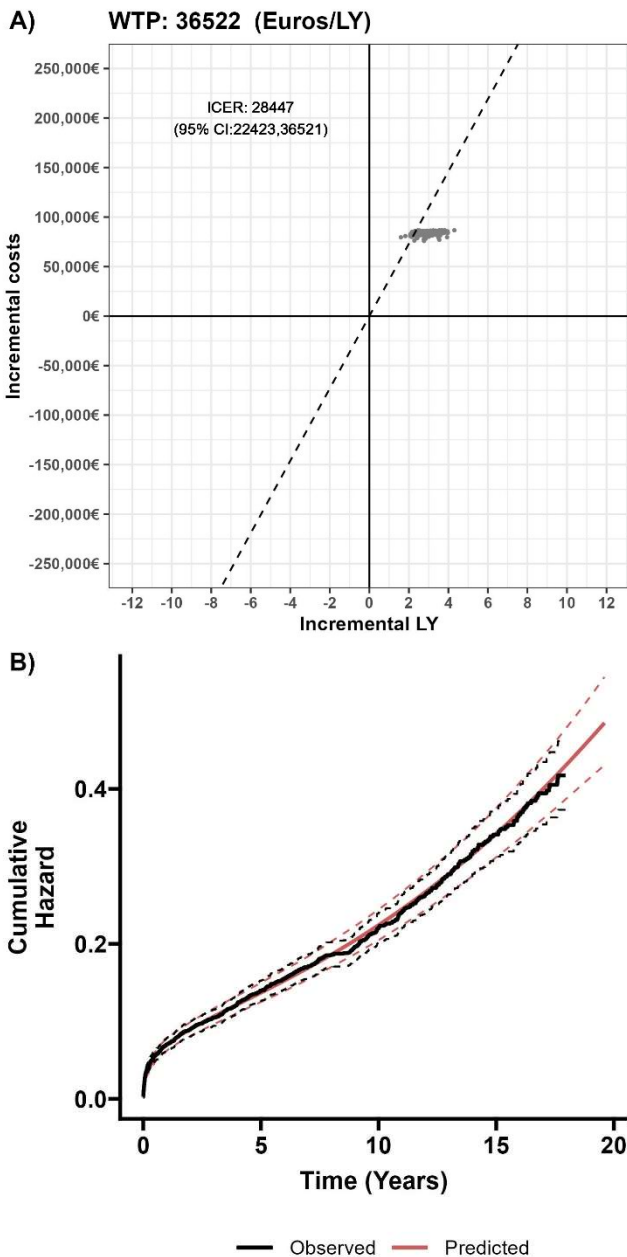 A) WTP: 36522 (Euros/LY)
250,000€
200,000€
150,000€
100,000€
50,000€
0€
-50,000€
-100,000€
-150,000€
-200,000€
-250,000€
Incremental costs
ICER: 28447
(95% CI:22423,36521)
-12 -10 -8 -6 -4 -2 0 2 4 6 8 10 12
Incremental LY
B)
0.4
0.2
0.0
Cumulative
Hazard
0 5 10 15 20
Time (Years)
Observed Predicted